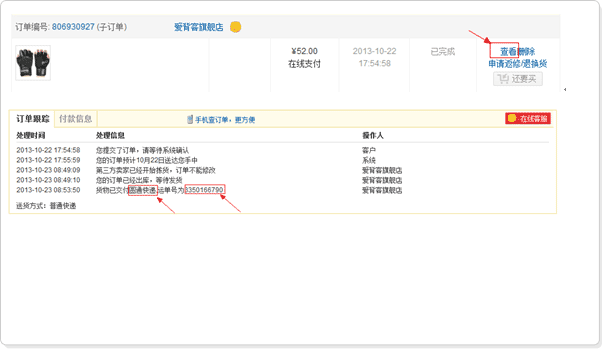 订单编号: 806930927 (子订单) 爱背客旗舰店
¥52.00 2013-10-22 已完成 查看 删除
在线支付 17:54:58 申请返修/退换货
还要买
订单跟踪 付款信息 手机查订单，更方便 在线客服
处理时间 处理信息 操作人
2013-10-22 17:54:58 您提交了订单，请等待系统确认 客户
2013-10-22 17:55:59 您的订单预计10月22日送达您手中 系统
2013-10-23 08:49:09 第三方卖家已经开始拣货，订单不能修改 爱背客旗舰店
2013-10-23 08:49:10 您的订单已经出库，等待发货 爱背客旗舰店
2013-10-23 08:53:50 货物已交付圆通快递,运单号为8350166790 爱背客旗舰店
送货方式：普通快递